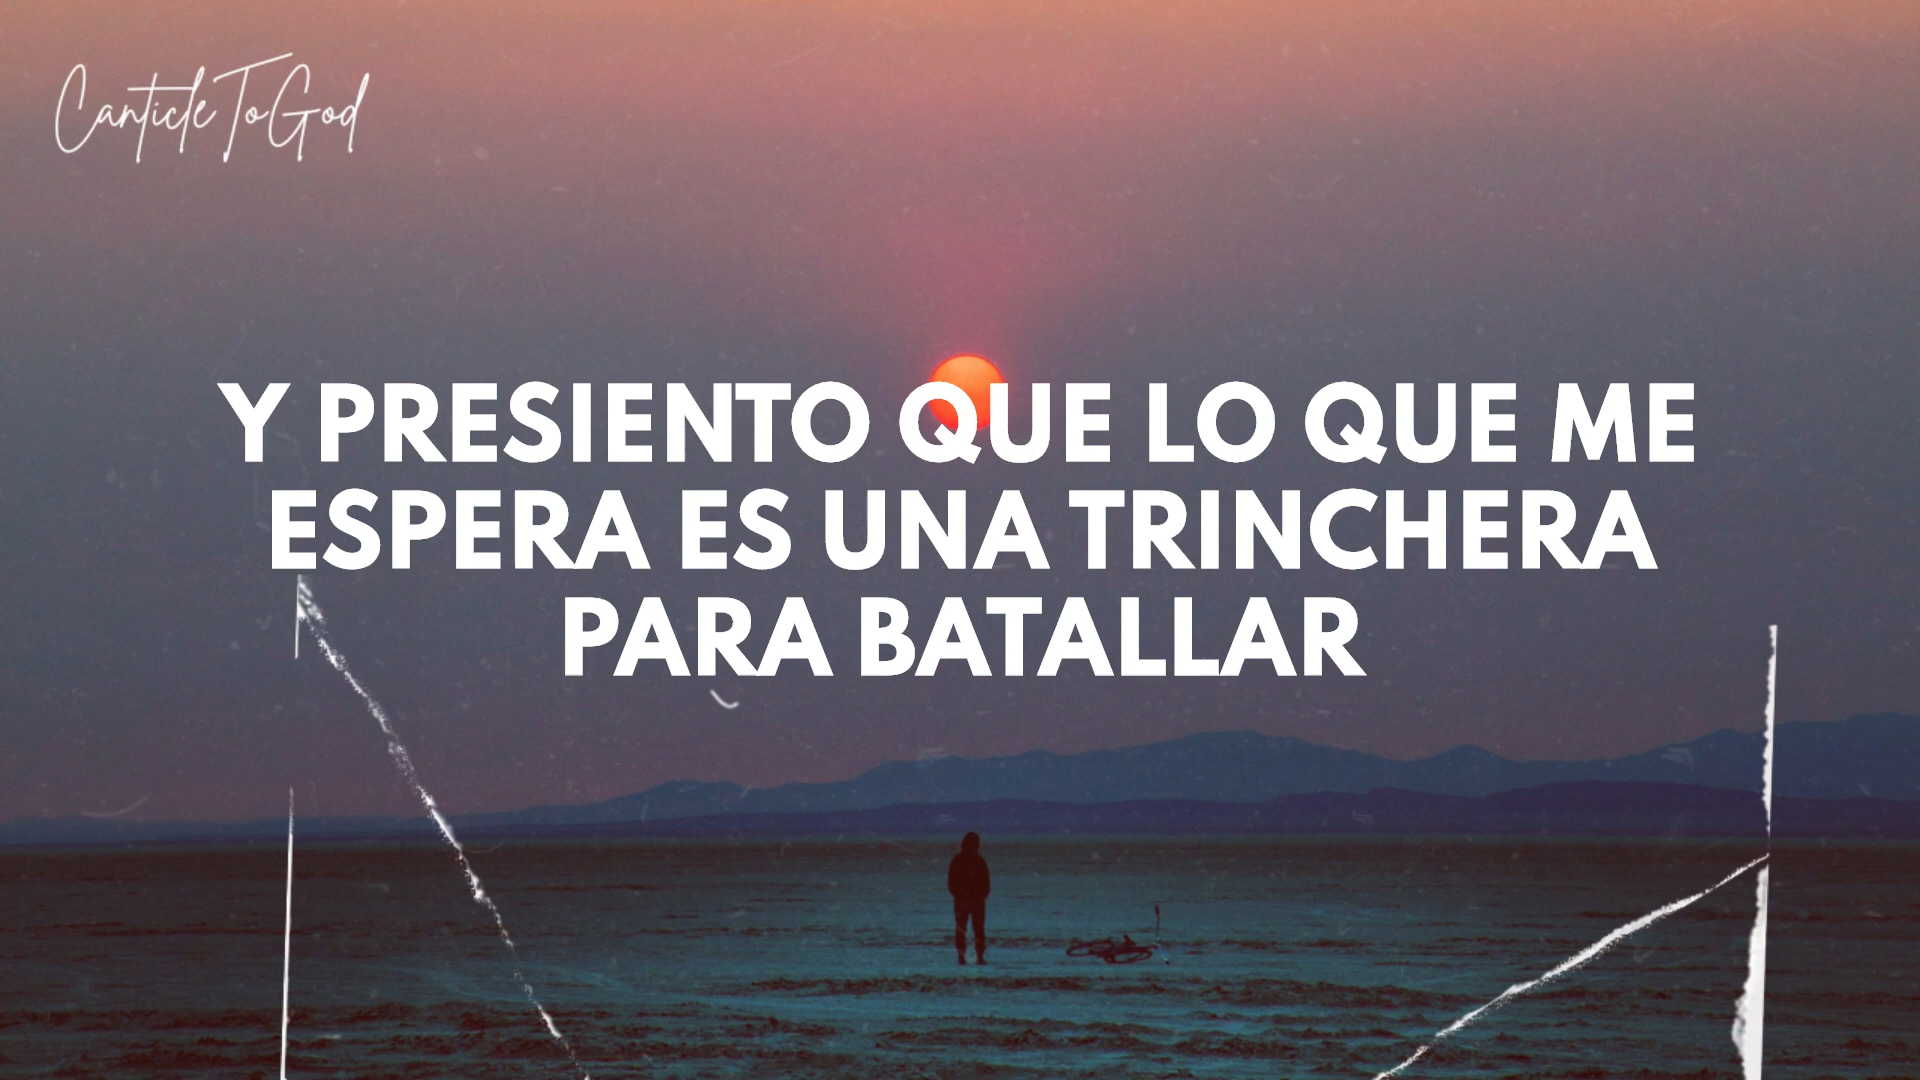 CanticleToGod
Y PRESIENTO QUE LO QUE ME
ESPERA ES UNA TRINCHERA
PARA BATALLAR